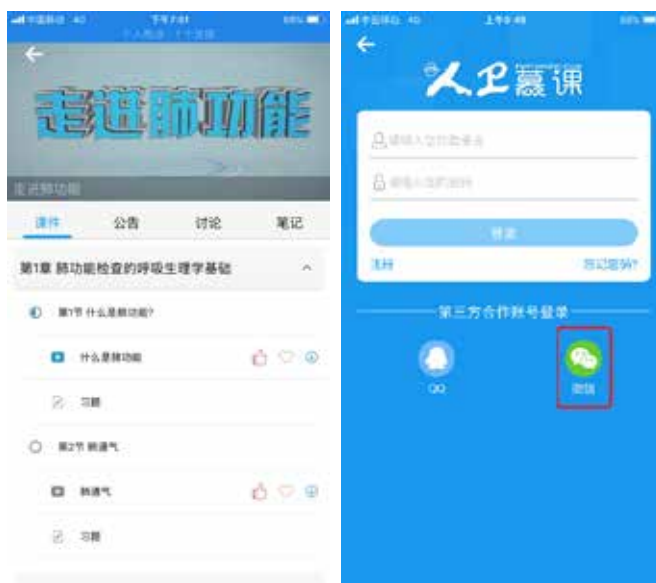 走进肺功能
走进肺功能
课件 公告 讨论 笔记
第1章 肺功能检查的呼吸生理学基础
第1节 什么是肺功能?
什么是肺功能
习题
第2节 肺通气
肺通气
习题
人卫慕课
登录
注册 忘记密码?
第三方合作账号登录
QQ 微信